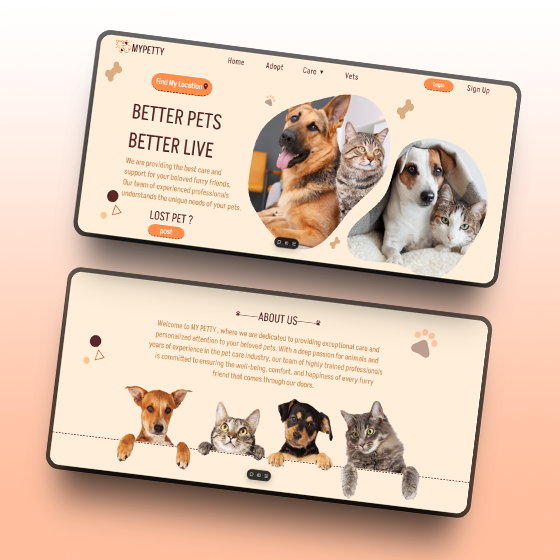 MYPETTY
Home
Adopt
Care
Vets
Login
Sign Up
Find My Location
BETTER PETS
BETTER LIVE
We are providing the best care and
support for your beloved furry friends.
Our team of experienced professionals
understands the unique needs of your pets.
LOST PET ?
post
ABOUT US
Welcome to MY PETTY , where we are dedicated to providing exceptional care and
personalized attention to your beloved pets. With a deep passion for animals and
years of experience in the pet care industry, our team of highly trained professionals
is committed to ensuring the well-being, comfort, and happiness of every furry
friend that comes through our doors.